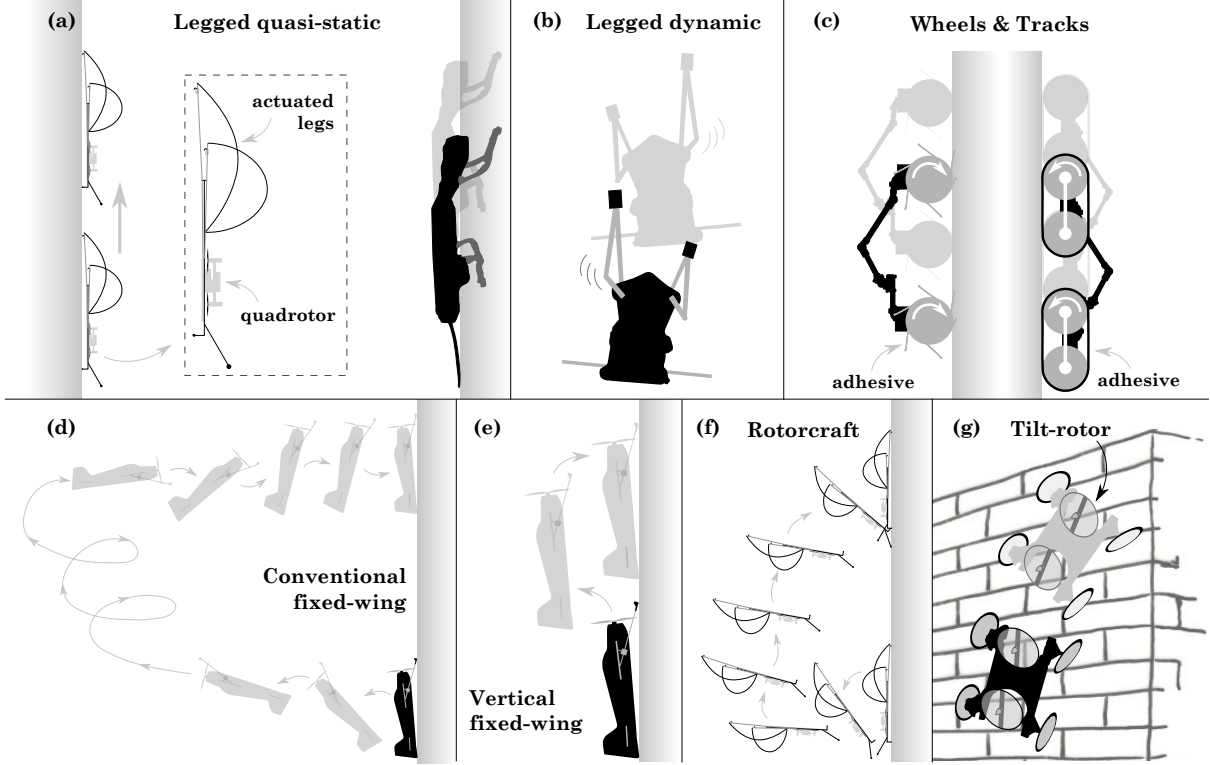 (a)
Legged quasi-static
actuated
legs
quadrotor
(b)
Legged dynamic
(c)
Wheels & Tracks
adhesive
adhesive
(d)
Conventional
fixed-wing
(e)
Vertical
fixed-wing
(f)
Rotorcraft
(g)
Tilt-rotor